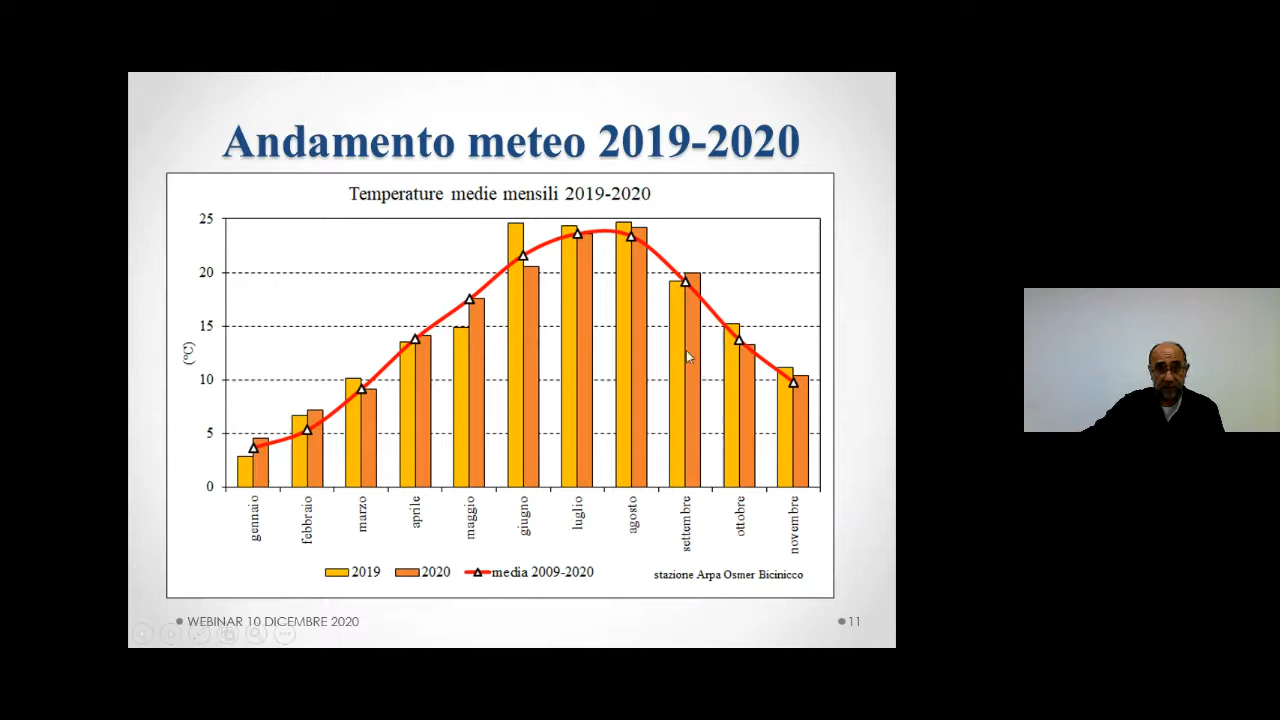 Andamento meteo 2019-2020
Temperature medie mensili 2019-2020
(°C)
25
20
15
10
5
0
gennaio
febbraio
marzo
aprile
maggio
giugno
luglio
agosto
settembre
ottobre
novembre
2019 2020 media 2009-2020
stazione Arpa Osmer Bicinicco
WEBINAR 10 DICEMBRE 2020
11